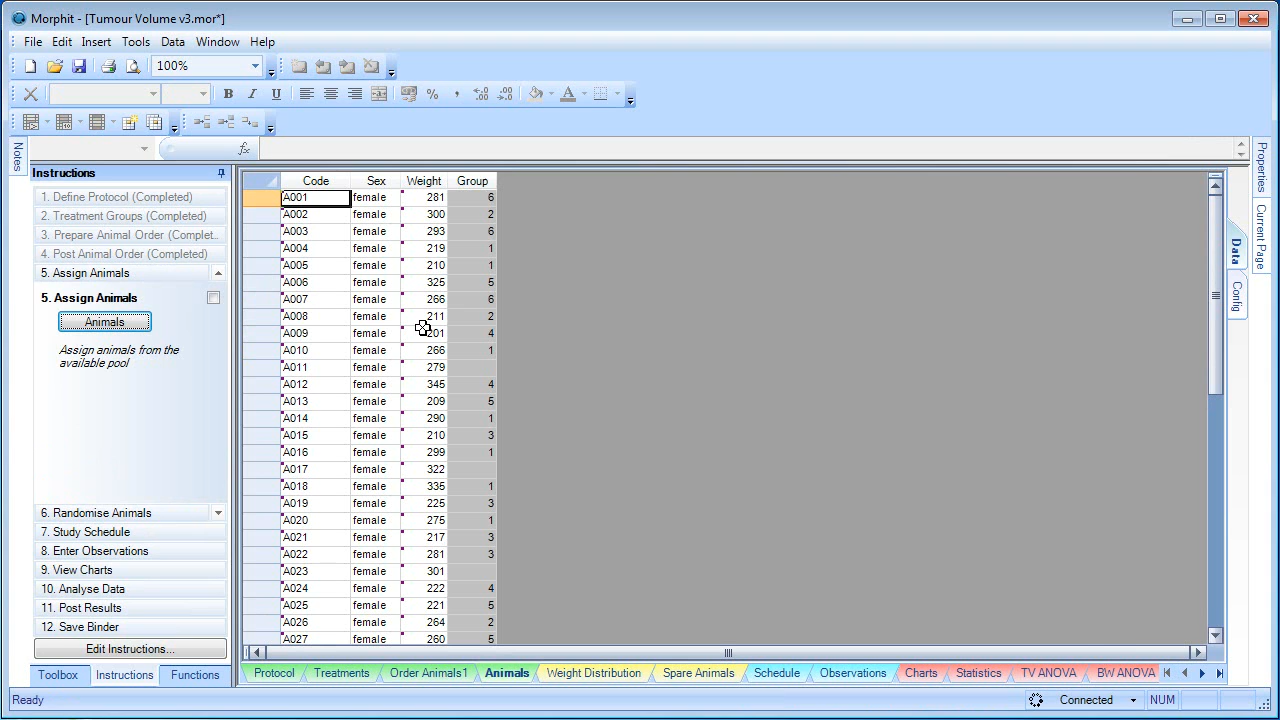 Morphit - [Tumour Volume v3.mor*]
File Edit Insert Tools Data Window Help
100%
B I U
% ,
fx
Notes
Instructions
1. Define Protocol (Completed)
2. Treatment Groups (Completed)
3. Prepare Animal Order (Complet..
4. Post Animal Order (Completed)
5. Assign Animals
5. Assign Animals
Animals
Assign animals from the
available pool
6. Randomise Animals
7. Study Schedule
8. Enter Observations
9. View Charts
10. Analyse Data
11. Post Results
12. Save Binder
Edit Instructions...
Toolbox Instructions Functions
Code Sex Weight Group
A001 female 281 6
A002 female 300 2
A003 female 293 6
A004 female 219 1
A005 female 210 1
A006 female 325 5
A007 female 266 6
A008 female 211 2
A009 female 201 4
A010 female 266 1
A011 female 279
A012 female 345 4
A013 female 209 5
A014 female 290 1
A015 female 210 3
A016 female 299 1
A017 female 322
A018 female 335 1
A019 female 225 3
A020 female 275 1
A021 female 217 3
A022 female 281 3
A023 female 301
A024 female 222 4
A025 female 221 5
A026 female 264 2
A027 female 260 5
Protocol Treatments Order Animals1 Animals Weight Distribution Spare Animals Schedule Observations Charts Statistics TV ANOVA BW ANOVA
Data
Config
Properties
Current Page
Ready
Connected NUM